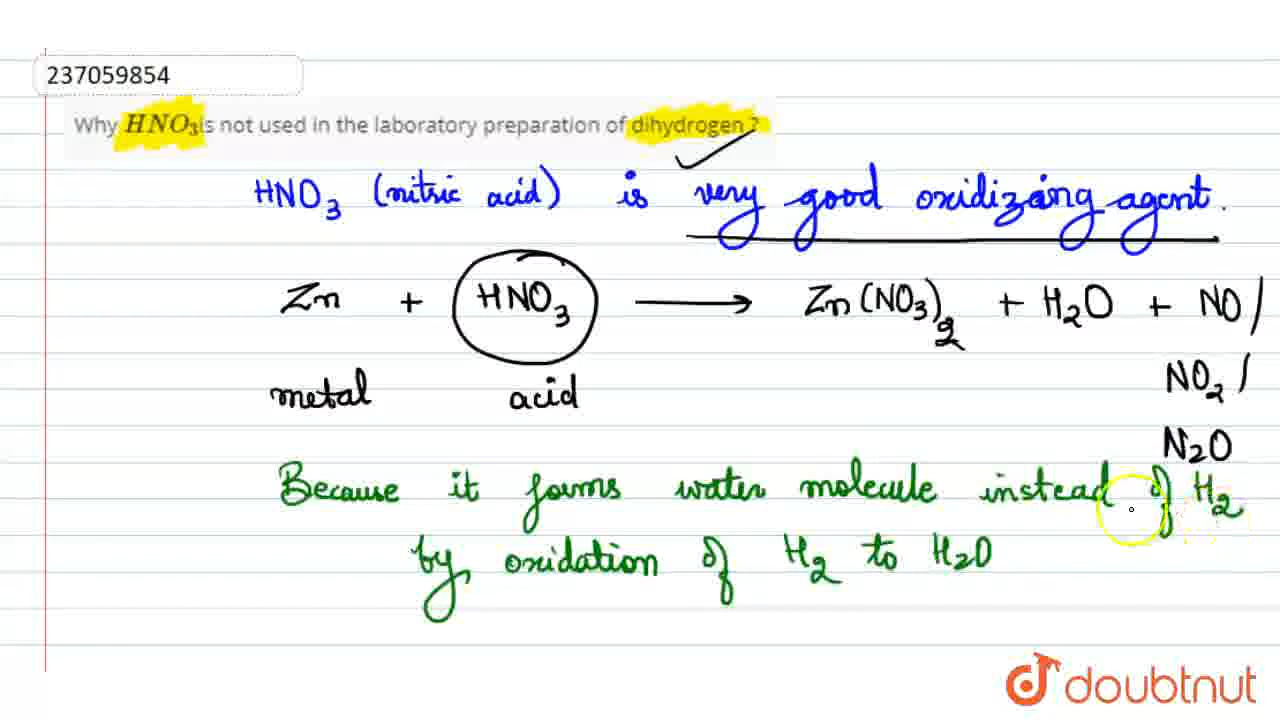 237059854
Why HNO₃is not used in the laboratory preparation of dihydrogen ?
HNO₃ (nitric acid) is very good oxidizing agent.
Zn + HNO₃ ⟶ Zn(NO₃)₂ + H₂O + NO/
NO₂/
metal acid
N₂O
Because it forms water molecule instead of H₂
by oxidation of H₂ to H₂O
doubtnut